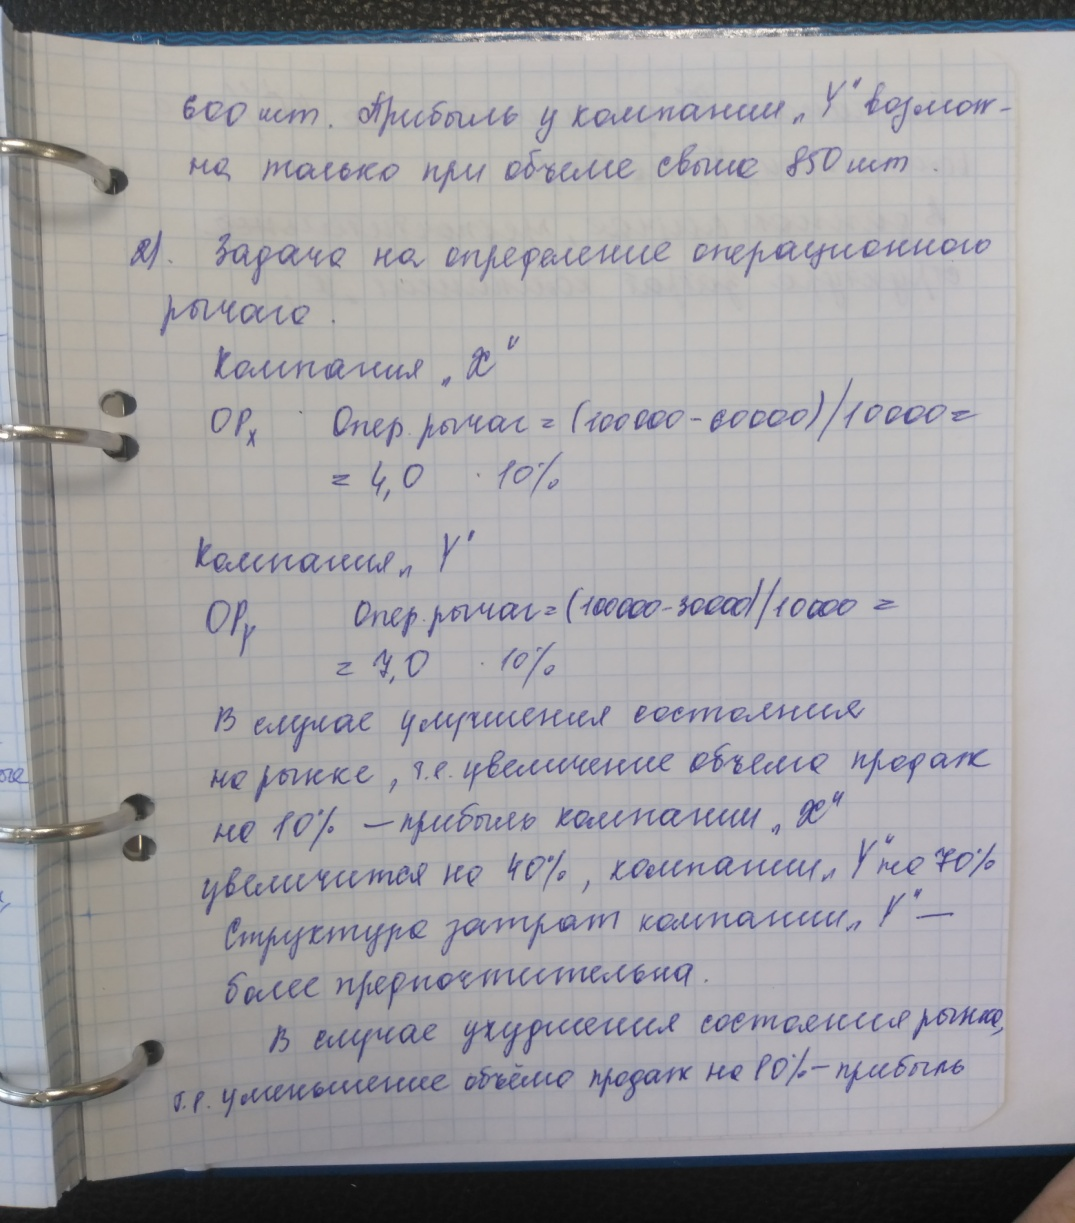 600 шт. Прибыль у компании „Y“ возмож-
на только при объеме свыше 850 шт.
2). Задача на определение операционного
рычага.
Компания „X“
ОРх Опер. рычаг = (100000-60000)/10000=
= 4,0 · 10%
Компания „Y“
ОРу Опер. рычаг = (100000-30000)/10000 =
= 7,0 · 10%
В случае улучшения состояния
на рынке, т.е. увеличение объема продаж
на 10% — прибыль компании „X“
увеличится на 40%, компании „Y“ на 70%
Структура затрат компании „Y“ —
более предпочтительна.
В случае ухудшения состояния рынка,
т.е. уменьшение объёма продаж на 10% — прибыль